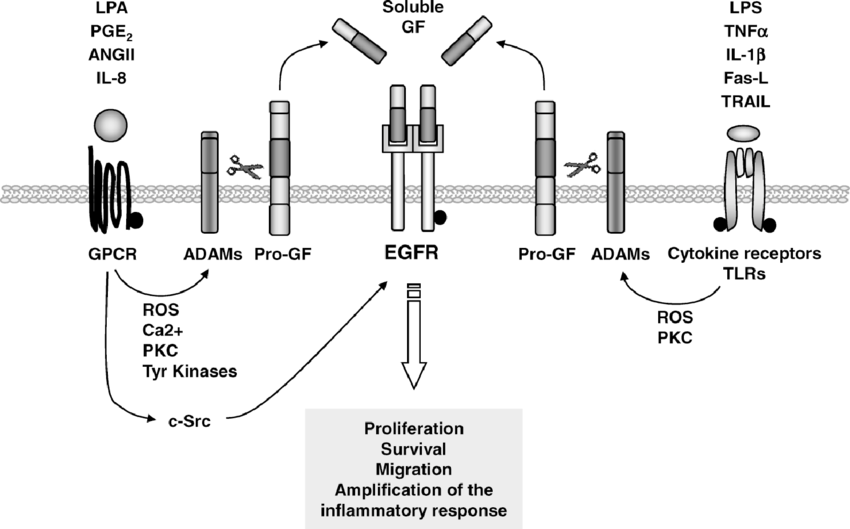 LPA
PGE2
ANGII
IL-8
Soluble
GF
LPS
TNFα
IL-1β
Fas-L
TRAIL
GPCR
ADAMs
Pro-GF
EGFR
Pro-GF
ADAMs
Cytokine receptors
TLRs
ROS
Ca2+
PKC
Tyr Kinases
ROS
PKC
c-Src
Proliferation
Survival
Migration
Amplification of the
inflammatory response